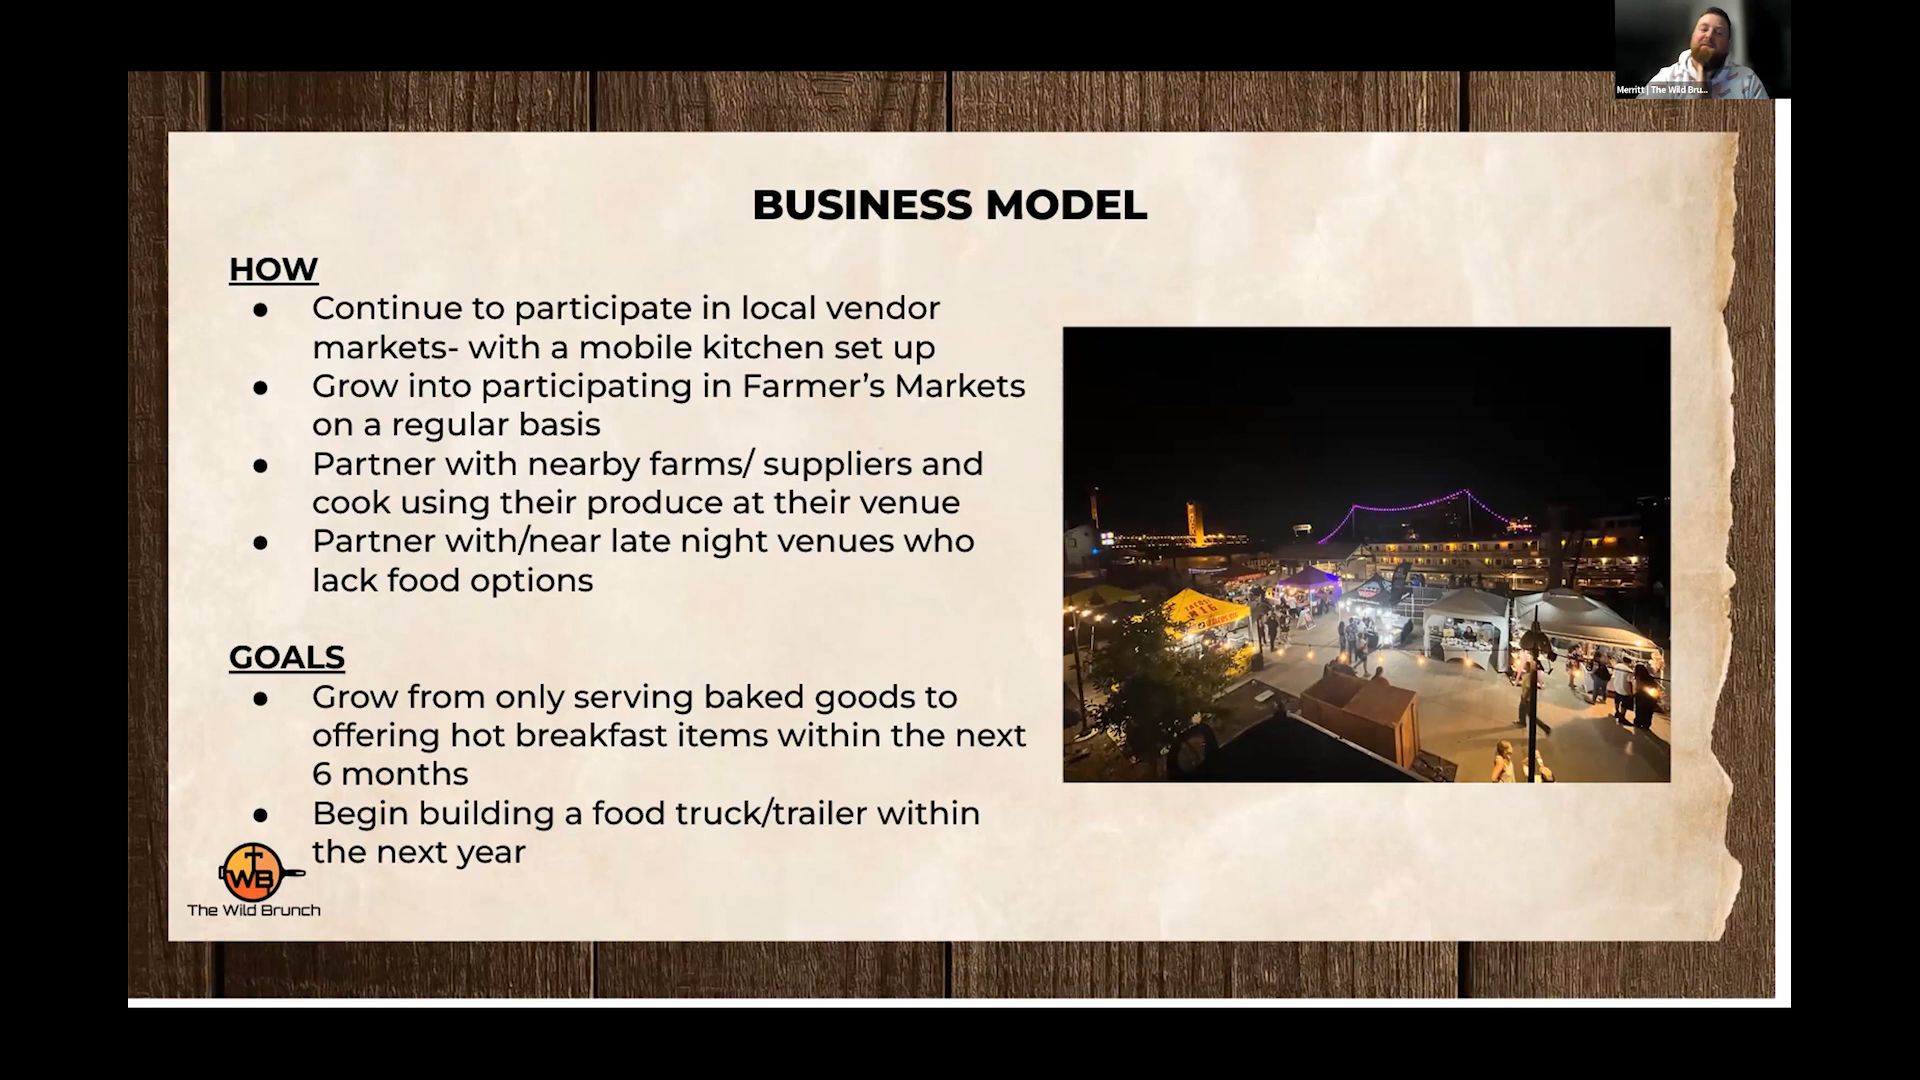 Merritt | The Wild Bru...
BUSINESS MODEL
HOW
● Continue to participate in local vendor
markets- with a mobile kitchen set up
● Grow into participating in Farmer’s Markets
on a regular basis
● Partner with nearby farms/ suppliers and
cook using their produce at their venue
● Partner with/near late night venues who
lack food options
GOALS
● Grow from only serving baked goods to
offering hot breakfast items within the next
6 months
● Begin building a food truck/trailer within
the next year
WB
The Wild Brunch